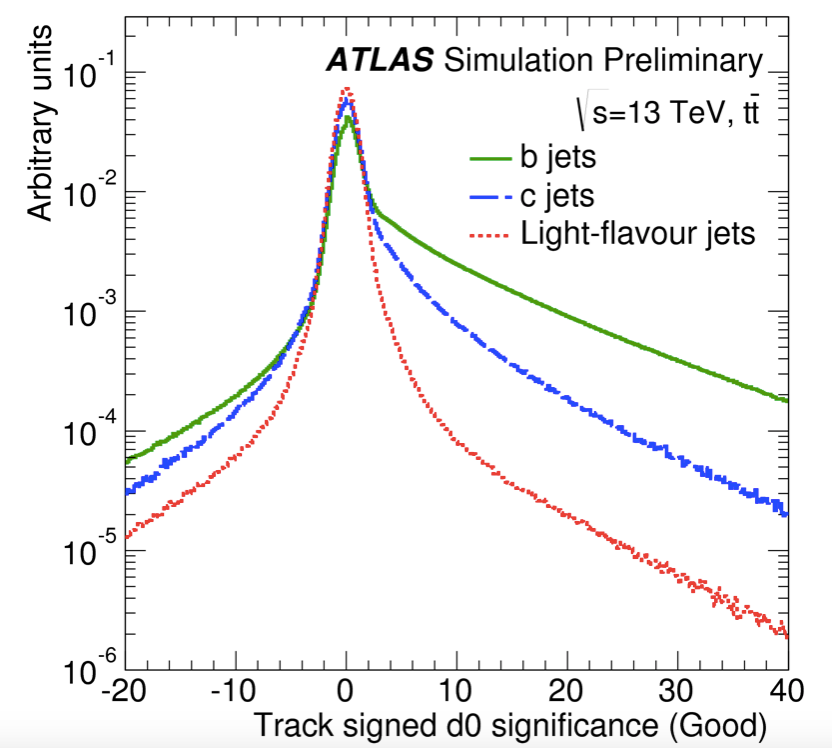 ATLAS Simulation Preliminary
√s=13 TeV, tt̄
b jets
c jets
Light-flavour jets
Arbitrary units
10⁻¹
10⁻²
10⁻³
10⁻⁴
10⁻⁵
10⁻⁶
-20 -10 0 10 20 30 40
Track signed d0 significance (Good)